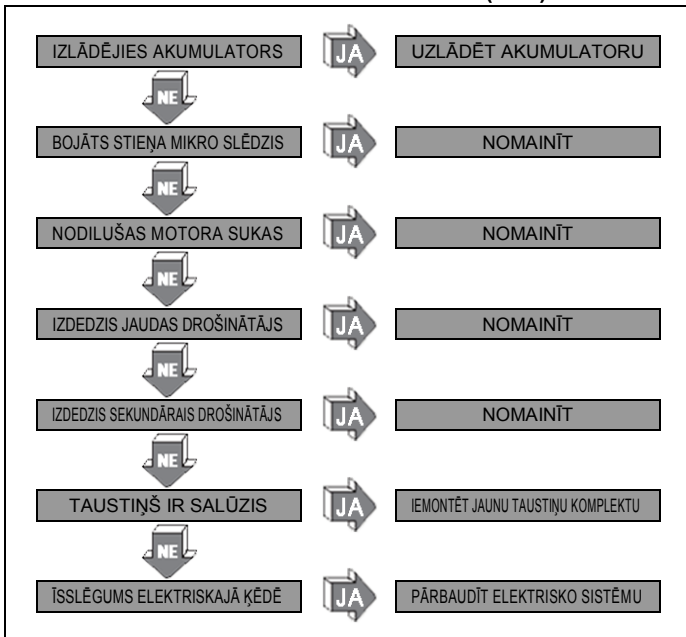 IZLĀDĒJIES AKUMULATORS JA UZLĀDĒT AKUMULATORU
NE
BOJĀTS STIEŅA MIKRO SLĒDZIS JA NOMAINĪT
NE
NODILUŠAS MOTORA SUKAS JA NOMAINĪT
NE
IZDEDZIS JAUDAS DROŠINĀTĀJS JA NOMAINĪT
NE
IZDEDZIS SEKUNDĀRAIS DROŠINĀTĀJS JA NOMAINĪT
NE
TAUSTIŅŠ IR SALŪZIS JA IEMONTĒT JAUNU TAUSTIŅU KOMPLEKTU
NE
ĪSSLĒGUMS ELEKTRISKAJĀ ĶĒDĒ JA PĀRBAUDĪT ELEKTRISKO SISTĒMU